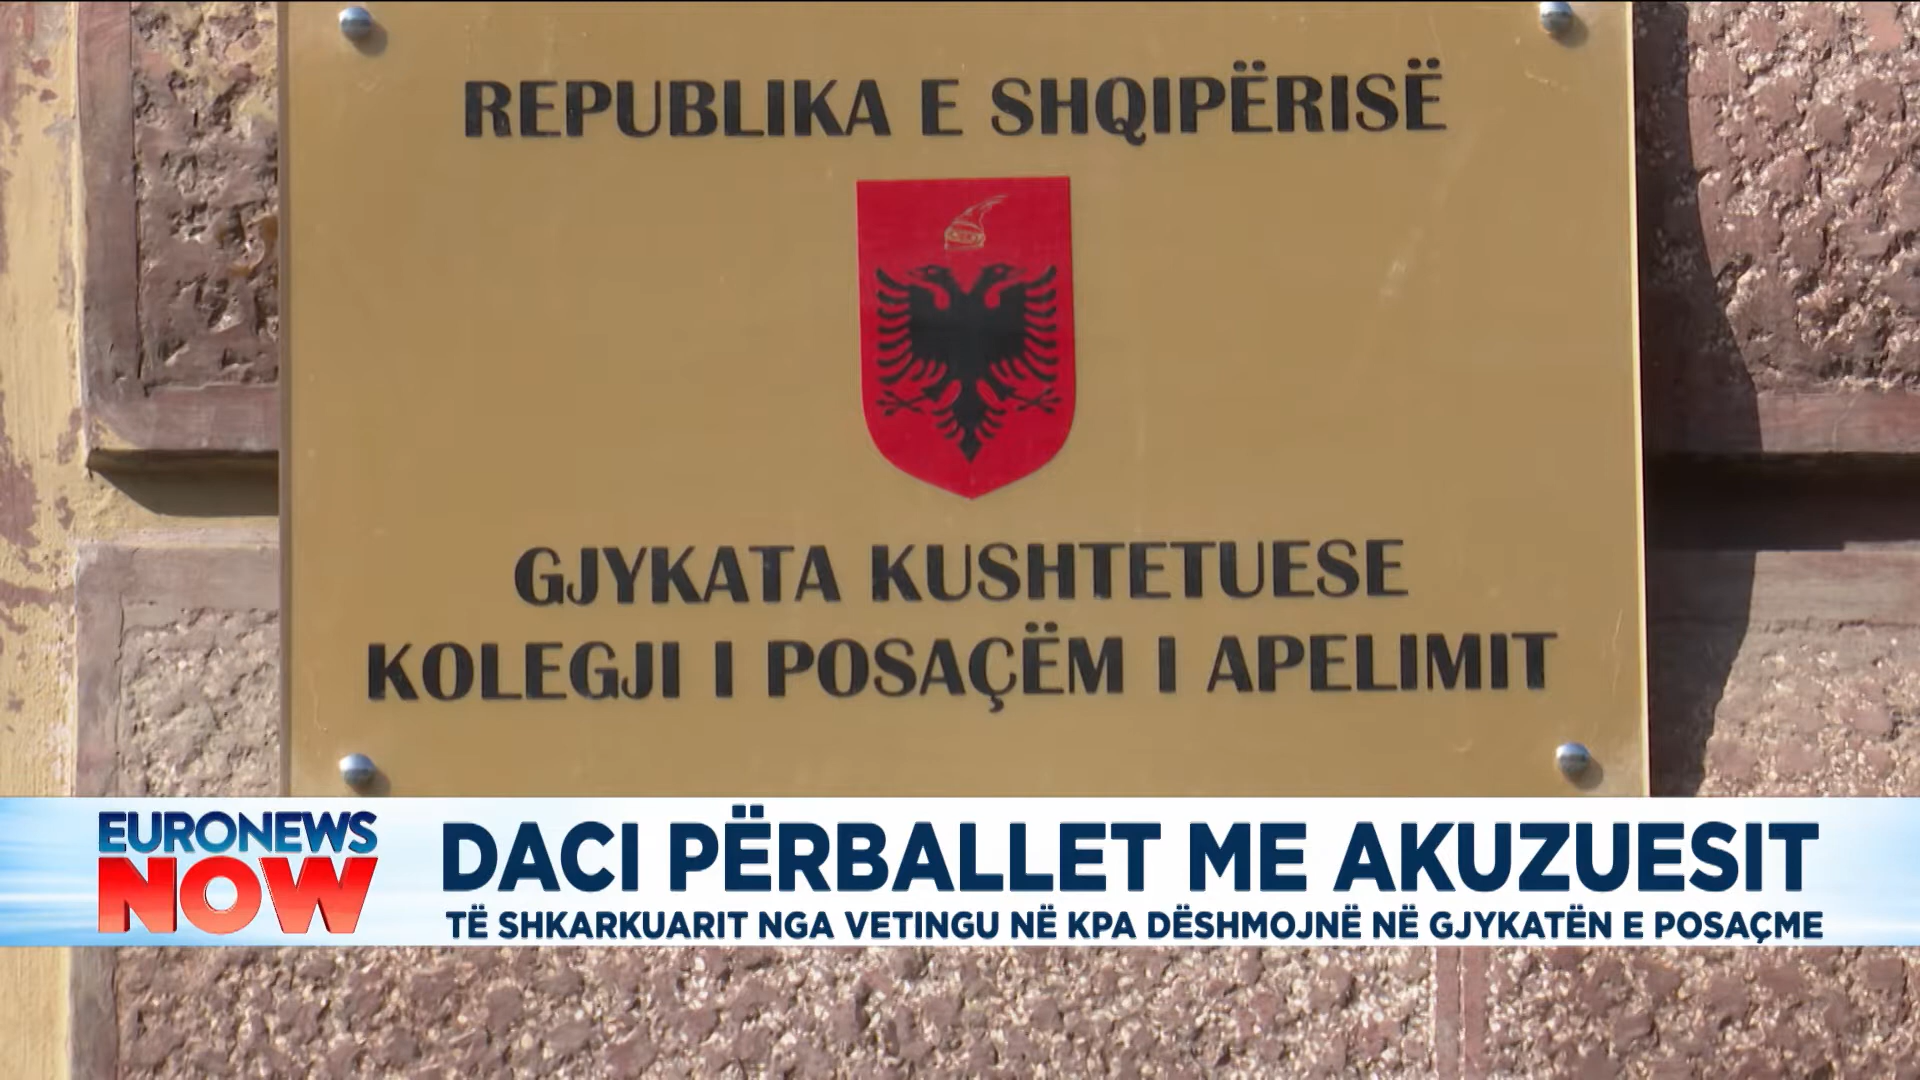 REPUBLIKA E SHQIPËRISË
GJYKATA KUSHTETUESE
KOLEGJI I POSAÇËM I APELIMIT
EURONEWS
NOW
DACI PËRBALLET ME AKUZUESIT
TË SHKARKUARIT NGA VETINGU NË KPA DËSHMOJNË NË GJYKATËN E POSAÇME